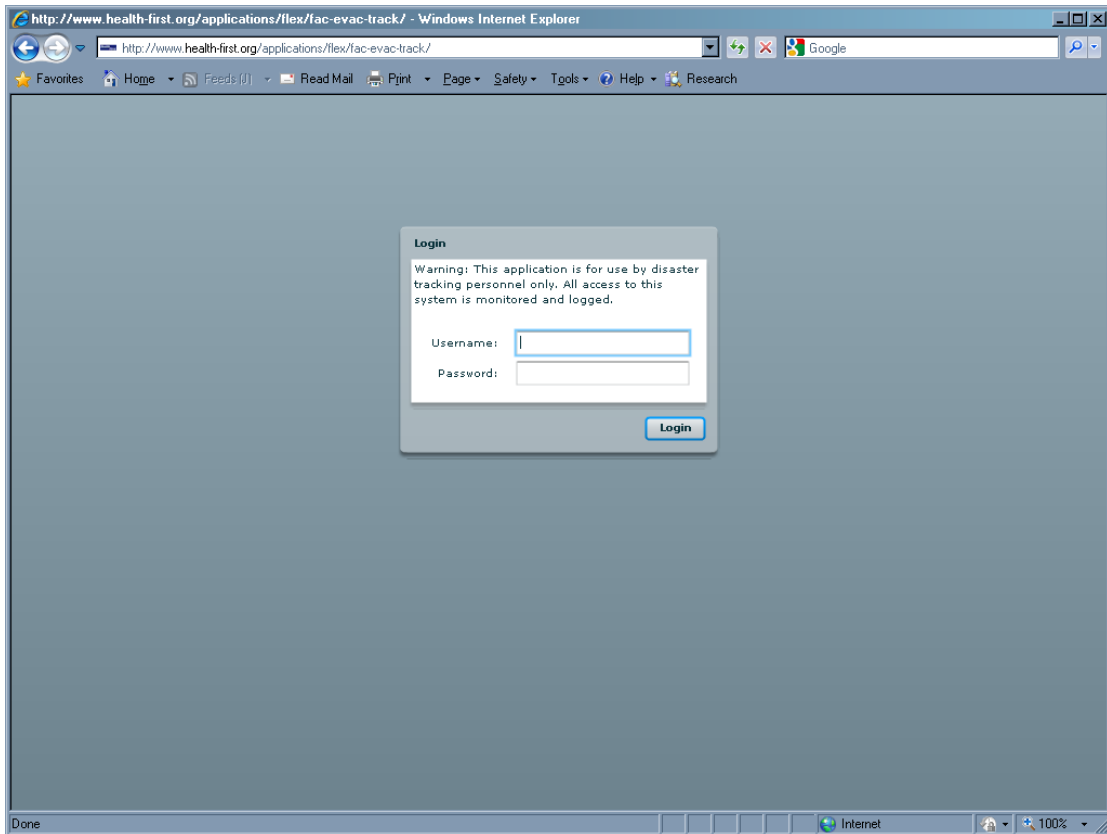 http://www.health-first.org/applications/flex/fac-evac-track/ - Windows Internet Explorer
http://www.health-first.org/applications/flex/fac-evac-track/
Google
Favorites Home Feeds (J) Read Mail Print Page Safety Tools Help Research
Login
Warning: This application is for use by disaster
tracking personnel only. All access to this
system is monitored and logged.
Username:
Password:
Login
Done Internet 100%